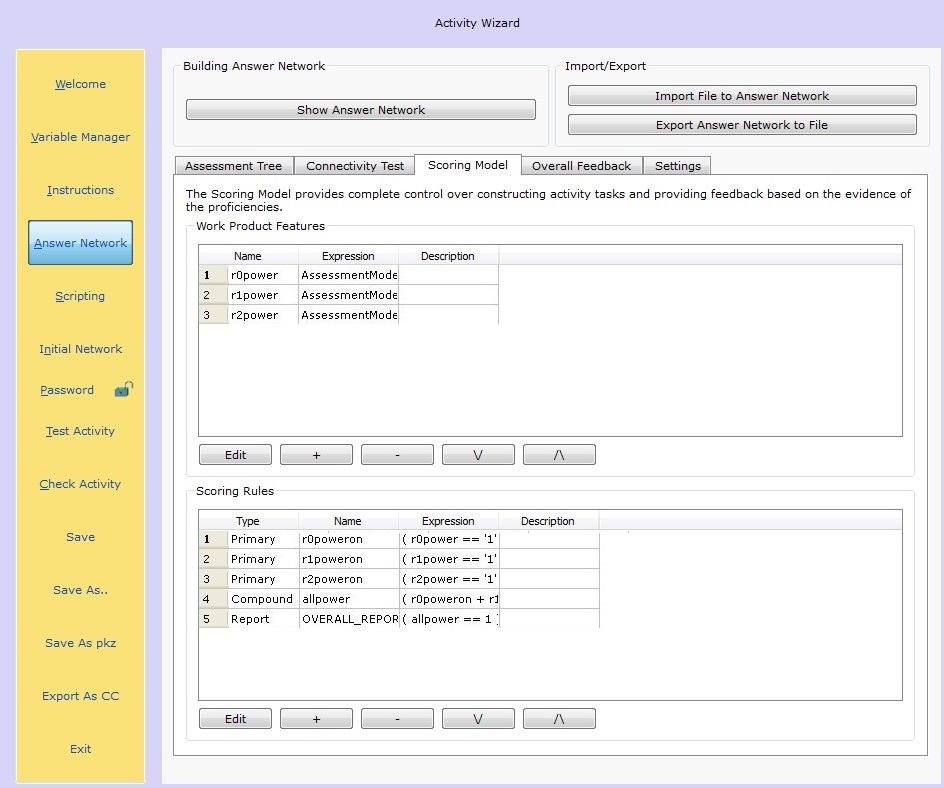 Activity Wizard
Welcome
Variable Manager
Instructions
Answer Network
Scripting
Initial Network
Password
Test Activity
Check Activity
Save
Save As..
Save As pkz
Export As CC
Exit
Building Answer Network
Show Answer Network
Import/Export
Import File to Answer Network
Export Answer Network to File
Assessment Tree Connectivity Test Scoring Model Overall Feedback Settings
The Scoring Model provides complete control over constructing activity tasks and providing feedback based on the evidence of
the proficiencies.
Work Product Features
Name Expression Description
1 r0power AssessmentMode
2 r1power AssessmentMode
3 r2power AssessmentMode
Edit + - \/ /\
Scoring Rules
Type Name Expression Description
1 Primary r0poweron ( r0power == '1'
2 Primary r1poweron ( r1power == '1'
3 Primary r2poweron ( r2power == '1'
4 Compound allpower ( r0poweron + r1
5 Report OVERALL_REPOR ( allpower == 1 )
Edit + - \/ /\